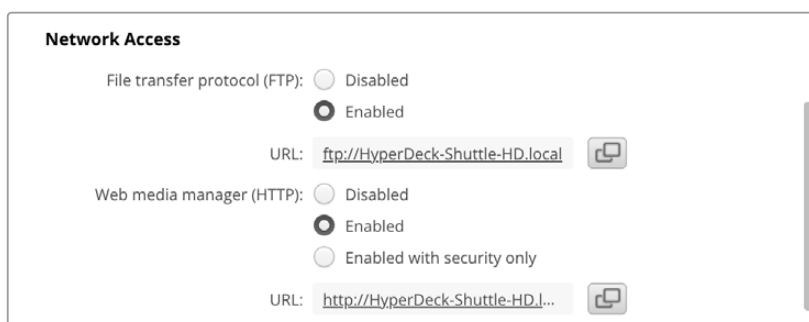 Network Access
File transfer protocol (FTP): Disabled
Enabled
URL: ftp://HyperDeck-Shuttle-HD.local
Web media manager (HTTP): Disabled
Enabled
Enabled with security only
URL: http://HyperDeck-Shuttle-HD.l...